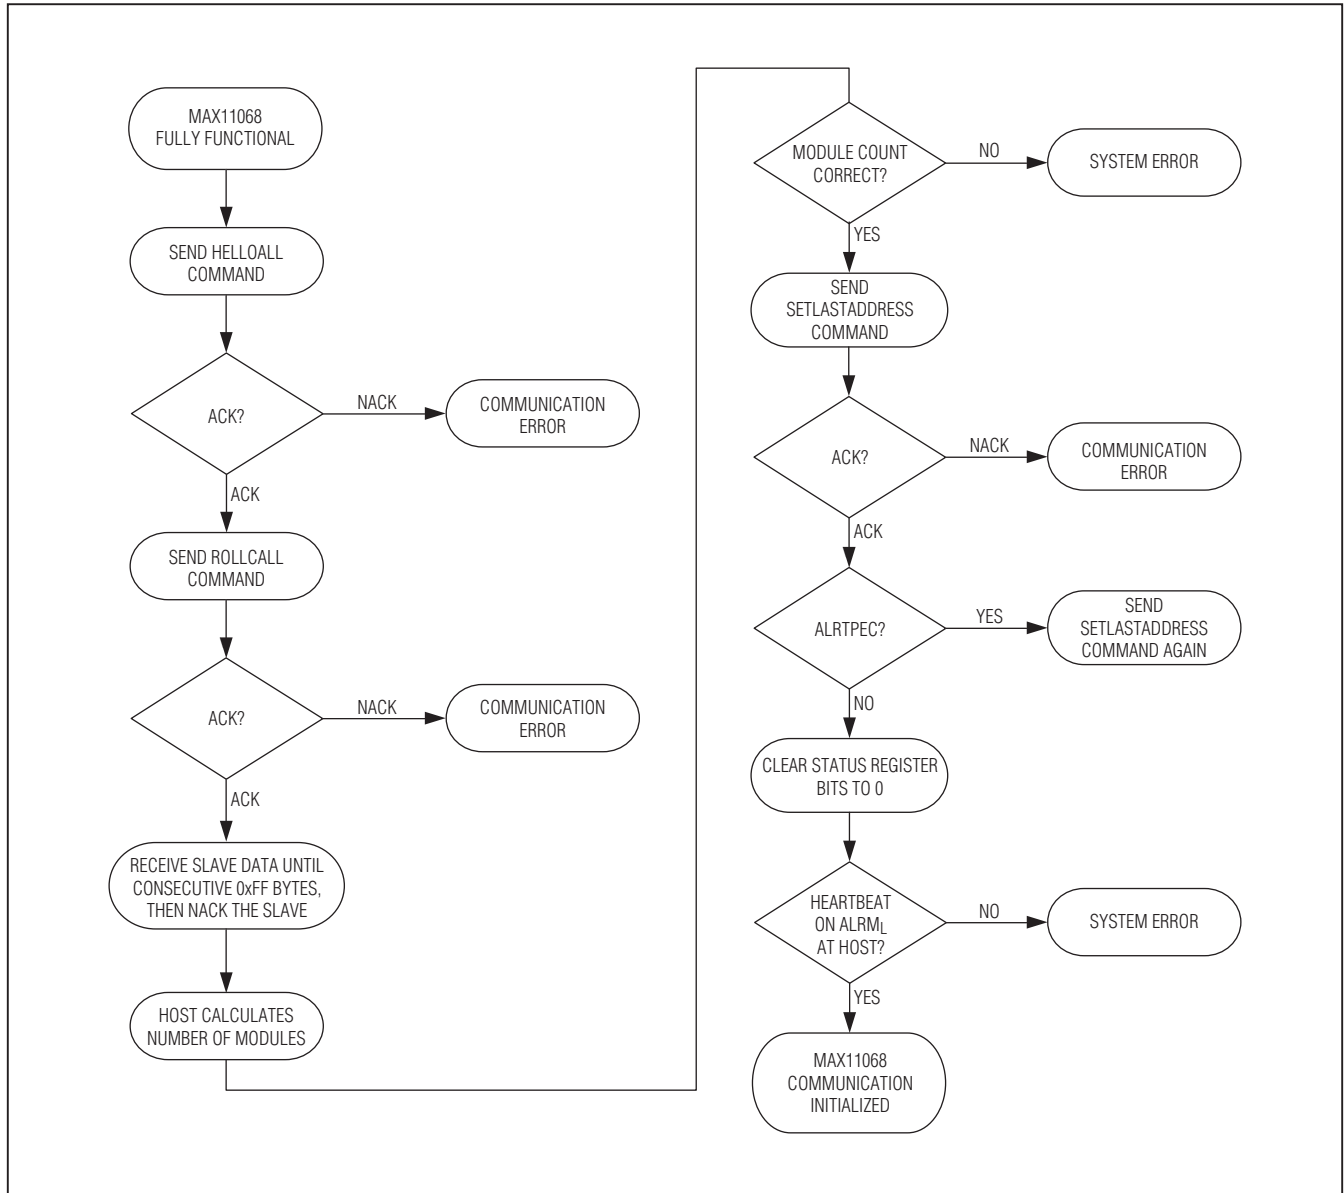 MAX11068
FULLY FUNCTIONAL
SEND HELLOALL
COMMAND
ACK?
NACK
COMMUNICATION
ERROR
ACK
SEND ROLLCALL
COMMAND
ACK?
NACK
COMMUNICATION
ERROR
ACK
RECEIVE SLAVE DATA UNTIL
CONSECUTIVE 0xFF BYTES,
THEN NACK THE SLAVE
HOST CALCULATES
NUMBER OF MODULES
MODULE COUNT
CORRECT?
NO
SYSTEM ERROR
YES
SEND
SETLASTADDRESS
COMMAND
ACK?
NACK
COMMUNICATION
ERROR
ACK
ALRTPEC?
YES
SEND
SETLASTADDRESS
COMMAND AGAIN
NO
CLEAR STATUS REGISTER
BITS TO 0
HEARTBEAT
ON ALRML
AT HOST?
NO
SYSTEM ERROR
YES
MAX11068
COMMUNICATION
INITIALIZED